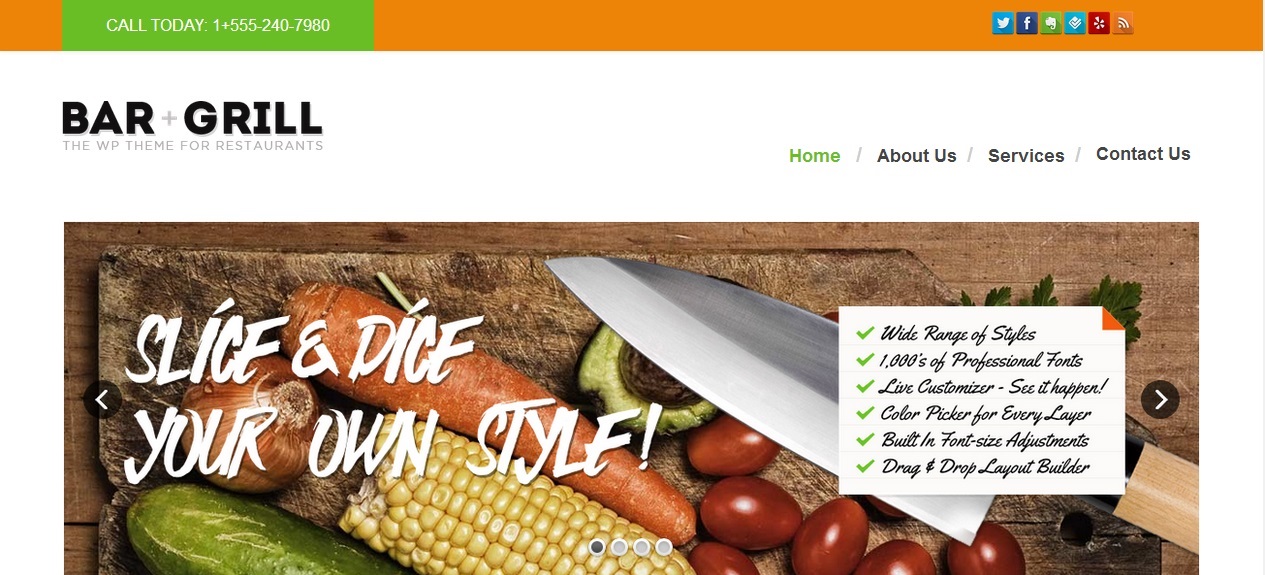 CALL TODAY: 1+555-240-7980
BAR + GRILL
THE WP THEME FOR RESTAURANTS
Home / About Us / Services / Contact Us
SLICE & DICE
YOUR OWN STYLE!
Wide Range of Styles
1,000's of Professional Fonts
Live Customizer - See it happen!
Color Picker for Every Layer
Built In Font-size Adjustments
Drag & Drop Layout Builder